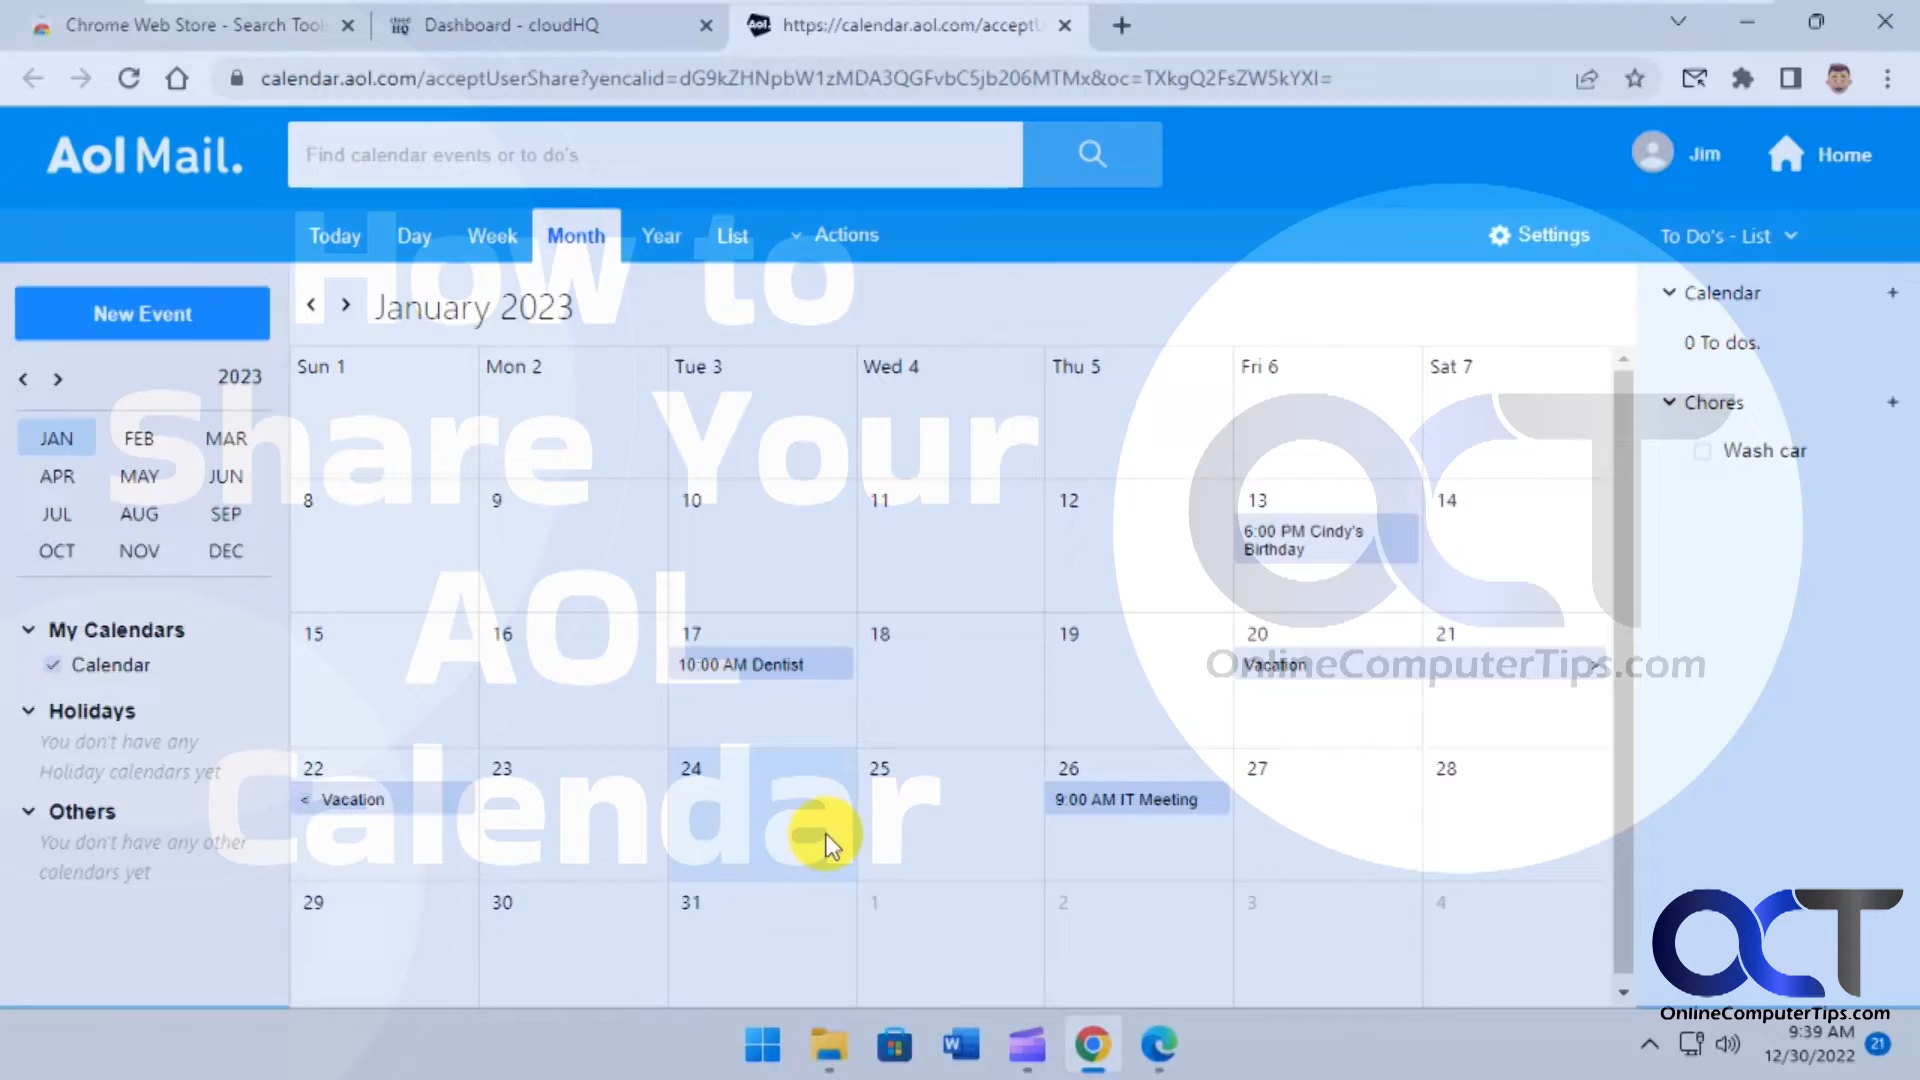 Chrome Web Store - Search Tool
Dashboard - cloudHQ
https://calendar.aol.com/acceptU
calendar.aol.com/acceptUserShare?yencalid=dG9kZHNpbW1zMDA3QGFvbC5jb206MTMx&oc=TXkgQ2FsZW5kYXI=
Aol Mail.
Find calendar events or to do's
Jim
Home
Today
Day
Week
Month
Year
List
Actions
Settings
To Do's - List
How to
Share Your
AOL
Calendar
New Event
January 2023
2023
JAN FEB MAR
APR MAY JUN
JUL AUG SEP
OCT NOV DEC
My Calendars
Calendar
Holidays
You don't have any
Holiday calendars yet
Others
You don't have any other
calendars yet
Sun 1 Mon 2 Tue 3 Wed 4 Thu 5 Fri 6 Sat 7
8 9 10 11 12 13 14
6:00 PM Cindy's
Birthday
15 16 17 18 19 20 21
10:00 AM Dentist
Vacation >
22 23 24 25 26 27 28
< Vacation
9:00 AM IT Meeting
29 30 31 1 2 3 4
Calendar +
0 To dos.
Chores +
Wash car
OCT
OnlineComputerTips.com
OCT
OnlineComputerTips.com
9:39 AM
12/30/2022
21